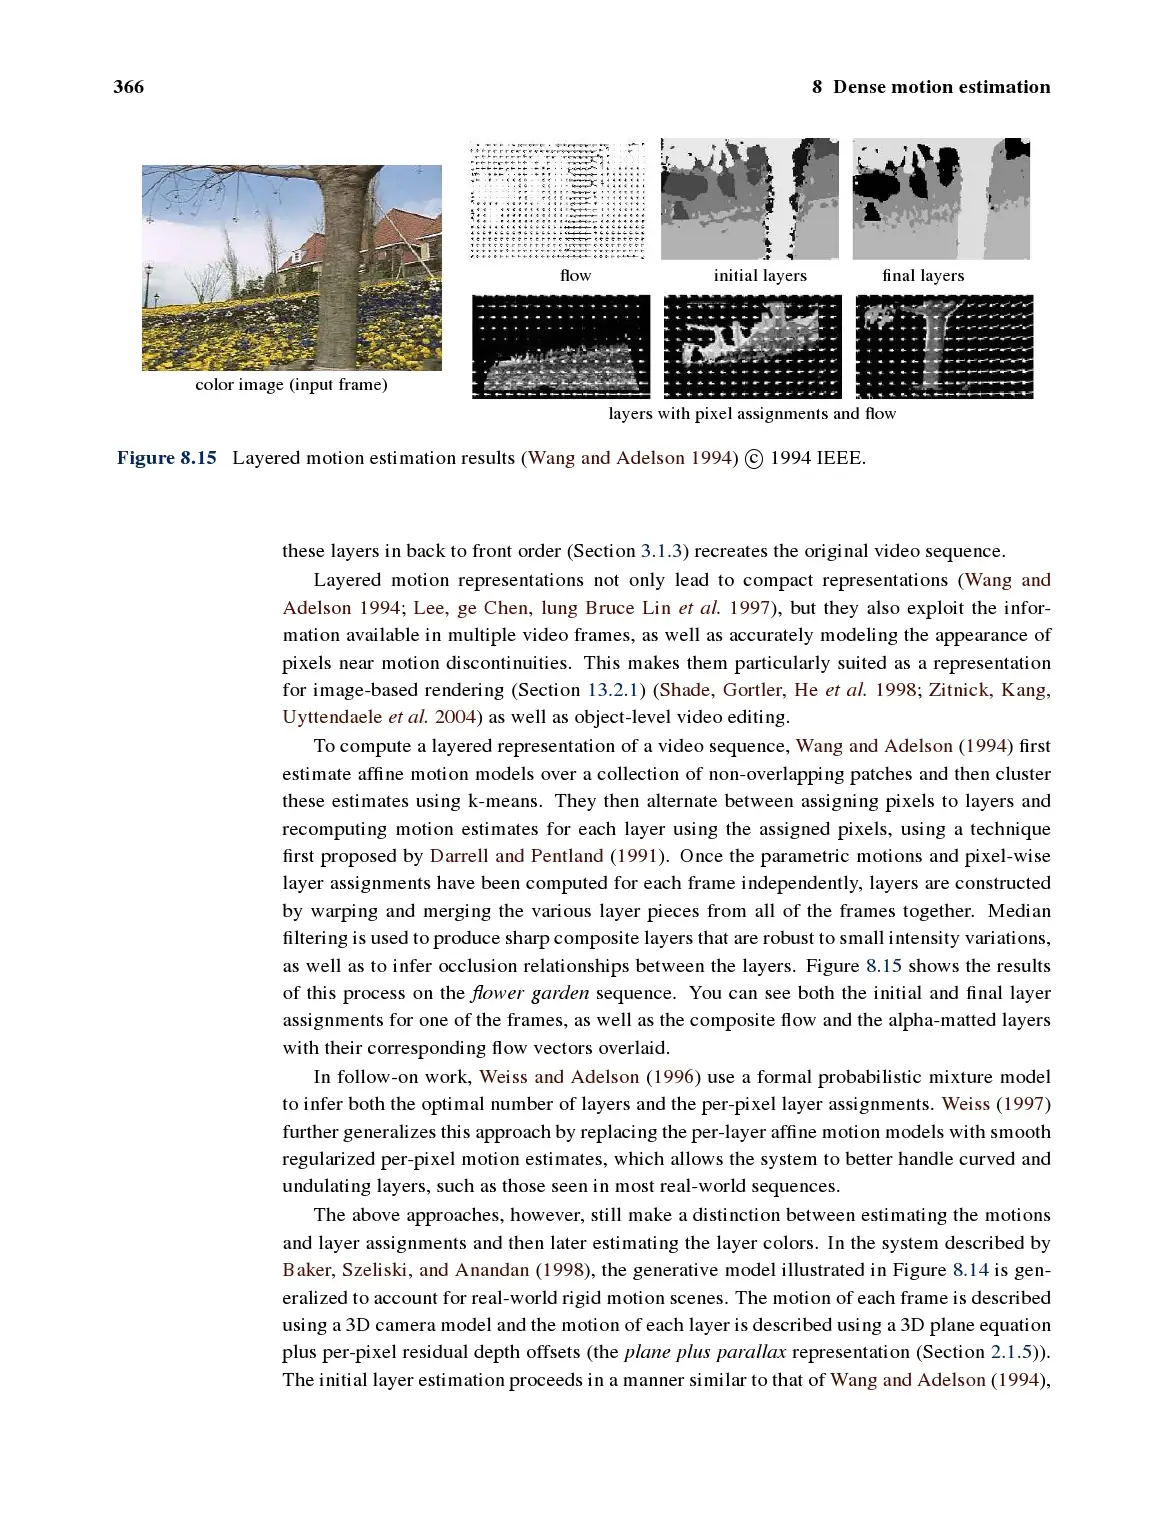 366
8 Dense motion estimation
flow
initial layers
final layers
color image (input frame)
layers with pixel assignments and flow
Figure 8.15 Layered motion estimation results (Wang and Adelson 1994) © 1994 IEEE.
these layers in back to front order (Section 3.1.3) recreates the original video sequence.
Layered motion representations not only lead to compact representations (Wang and
Adelson 1994; Lee, ge Chen, lung Bruce Lin et al. 1997), but they also exploit the infor-
mation available in multiple video frames, as well as accurately modeling the appearance of
pixels near motion discontinuities. This makes them particularly suited as a representation
for image-based rendering (Section 13.2.1) (Shade, Gortler, He et al. 1998; Zitnick, Kang,
Uyttendaele et al. 2004) as well as object-level video editing.
To compute a layered representation of a video sequence, Wang and Adelson (1994) first
estimate affine motion models over a collection of non-overlapping patches and then cluster
these estimates using k-means. They then alternate between assigning pixels to layers and
recomputing motion estimates for each layer using the assigned pixels, using a technique
first proposed by Darrell and Pentland (1991). Once the parametric motions and pixel-wise
layer assignments have been computed for each frame independently, layers are constructed
by warping and merging the various layer pieces from all of the frames together. Median
filtering is used to produce sharp composite layers that are robust to small intensity variations,
as well as to infer occlusion relationships between the layers. Figure 8.15 shows the results
of this process on the flower garden sequence. You can see both the initial and final layer
assignments for one of the frames, as well as the composite flow and the alpha-matted layers
with their corresponding flow vectors overlaid.
In follow-on work, Weiss and Adelson (1996) use a formal probabilistic mixture model
to infer both the optimal number of layers and the per-pixel layer assignments. Weiss (1997)
further generalizes this approach by replacing the per-layer affine motion models with smooth
regularized per-pixel motion estimates, which allows the system to better handle curved and
undulating layers, such as those seen in most real-world sequences.
The above approaches, however, still make a distinction between estimating the motions
and layer assignments and then later estimating the layer colors. In the system described by
Baker, Szeliski, and Anandan (1998), the generative model illustrated in Figure 8.14 is gen-
eralized to account for real-world rigid motion scenes. The motion of each frame is described
using a 3D camera model and the motion of each layer is described using a 3D plane equation
plus per-pixel residual depth offsets (the plane plus parallax representation (Section 2.1.5)).
The initial layer estimation proceeds in a manner similar to that of Wang and Adelson (1994),